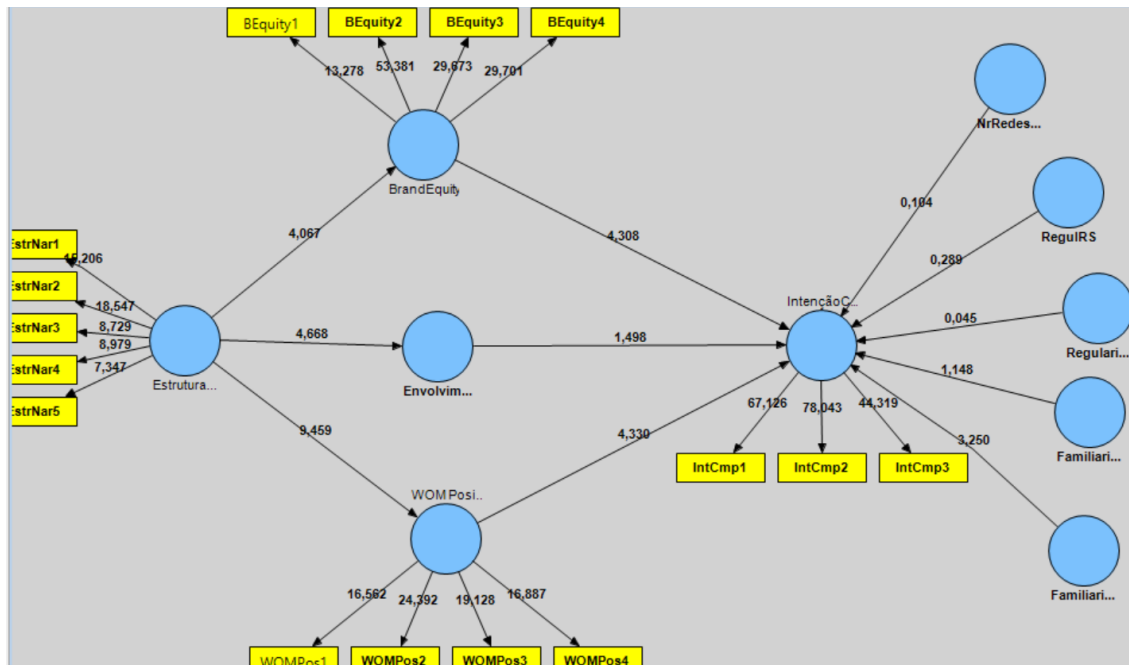 BEquity1
BEquity2
BEquity3
BEquity4
13,278
53,381
29,673
29,701
BrandEquity
NrRedes...
0,104
RegulRS
0,289
4,067
4,308
EstrNar1
15,206
EstrNar2
18,547
EstrNar3
8,729
EstrNar4
8,979
EstrNar5
7,347
Estrutura...
4,668
Envolvim...
1,498
IntençãoC...
0,045
Regulari...
1,148
Familiari...
3,250
Familiari...
67,126
78,043
44,319
IntCmp1
IntCmp2
IntCmp3
9,459
4,330
WOMPosi...
16,562
24,392
19,128
16,887
WOMPos1
WOMPos2
WOMPos3
WOMPos4